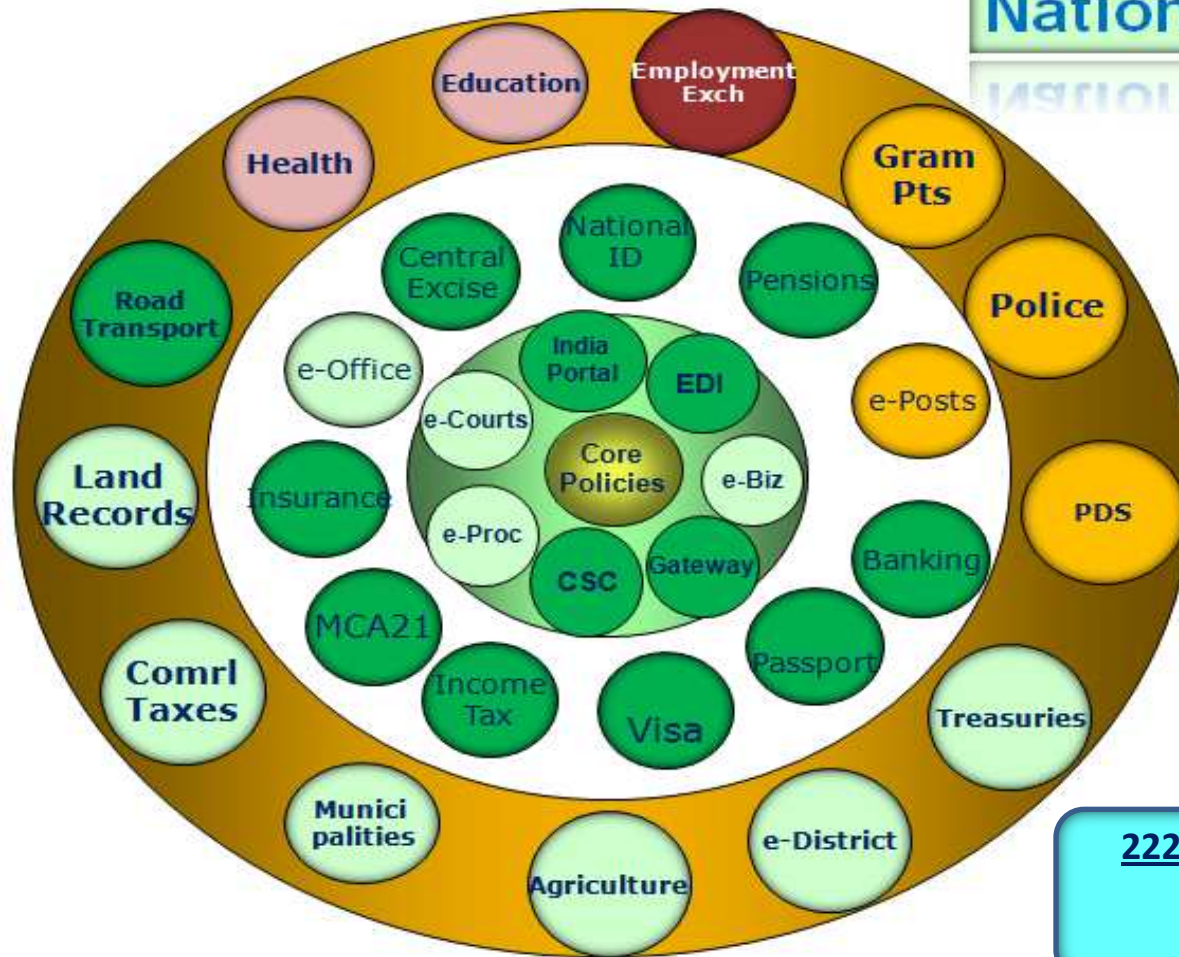 Nation
Education
Employment
Exch
Health
Gram
Pts
National
ID
Central
Excise
Pensions
Road
Transport
Police
India
Portal
e-Office
EDI
e-Posts
e-Courts
Core
Policies
e-Biz
Land
Records
Insurance
PDS
e-Proc
Banking
CSC
Gateway
MCA21
Passport
Comrl
Taxes
Income
Tax
Visa
Treasuries
Munici
palities
e-District
Agriculture
222